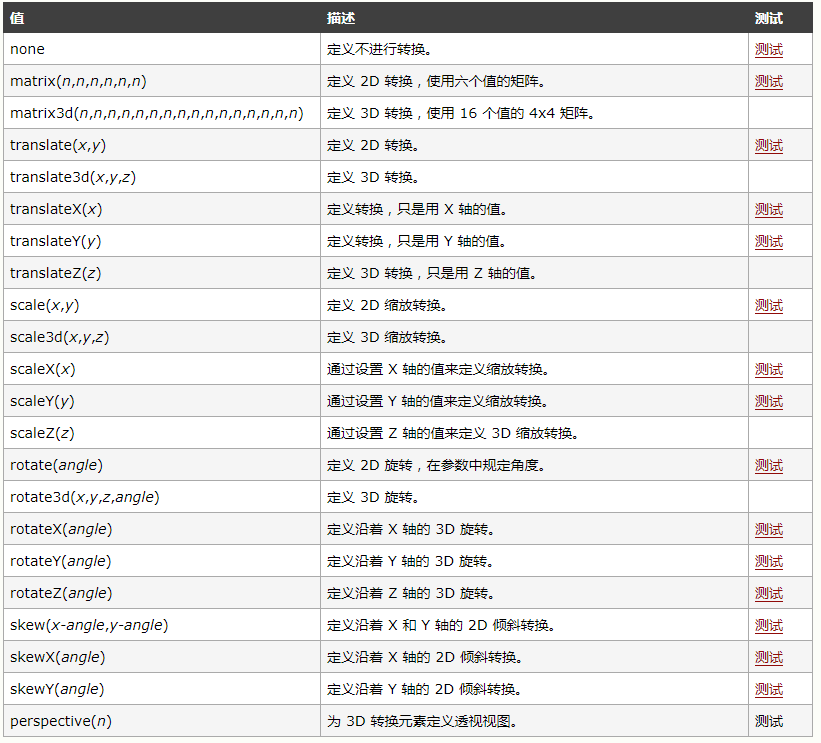 值 描述 测试
none 定义不进行转换。 测试
matrix(n,n,n,n,n,n) 定义 2D 转换，使用六个值的矩阵。 测试
matrix3d(n,n,n,n,n,n,n,n,n,n,n,n,n,n,n,n) 定义 3D 转换，使用 16 个值的 4x4 矩阵。
translate(x,y) 定义 2D 转换。 测试
translate3d(x,y,z) 定义 3D 转换。
translateX(x) 定义转换，只是用 X 轴的值。 测试
translateY(y) 定义转换，只是用 Y 轴的值。 测试
translateZ(z) 定义 3D 转换，只是用 Z 轴的值。
scale(x,y) 定义 2D 缩放转换。 测试
scale3d(x,y,z) 定义 3D 缩放转换。
scaleX(x) 通过设置 X 轴的值来定义缩放转换。 测试
scaleY(y) 通过设置 Y 轴的值来定义缩放转换。 测试
scaleZ(z) 通过设置 Z 轴的值来定义 3D 缩放转换。
rotate(angle) 定义 2D 旋转，在参数中规定角度。 测试
rotate3d(x,y,z,angle) 定义 3D 旋转。
rotateX(angle) 定义沿着 X 轴的 3D 旋转。 测试
rotateY(angle) 定义沿着 Y 轴的 3D 旋转。 测试
rotateZ(angle) 定义沿着 Z 轴的 3D 旋转。 测试
skew(x-angle,y-angle) 定义沿着 X 和 Y 轴的 2D 倾斜转换。 测试
skewX(angle) 定义沿着 X 轴的 2D 倾斜转换。 测试
skewY(angle) 定义沿着 Y 轴的 2D 倾斜转换。 测试
perspective(n) 为 3D 转换元素定义透视视图。 测试